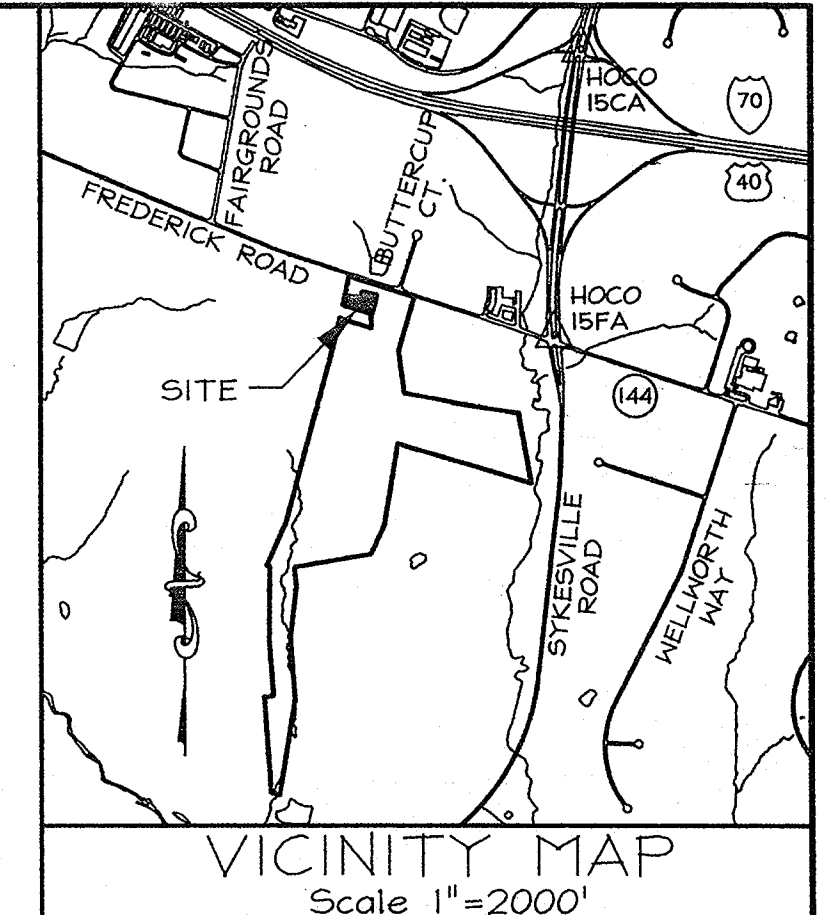 HOCO
15CA
70
40
FAIRGROUNDS
ROAD
BUTTERCUP
CT.
FREDERICK ROAD
HOCO
15FA
SITE
144
SYKESVILLE
ROAD
WELLWORTH
WAY
VICINITY MAP
Scale 1"=2000'